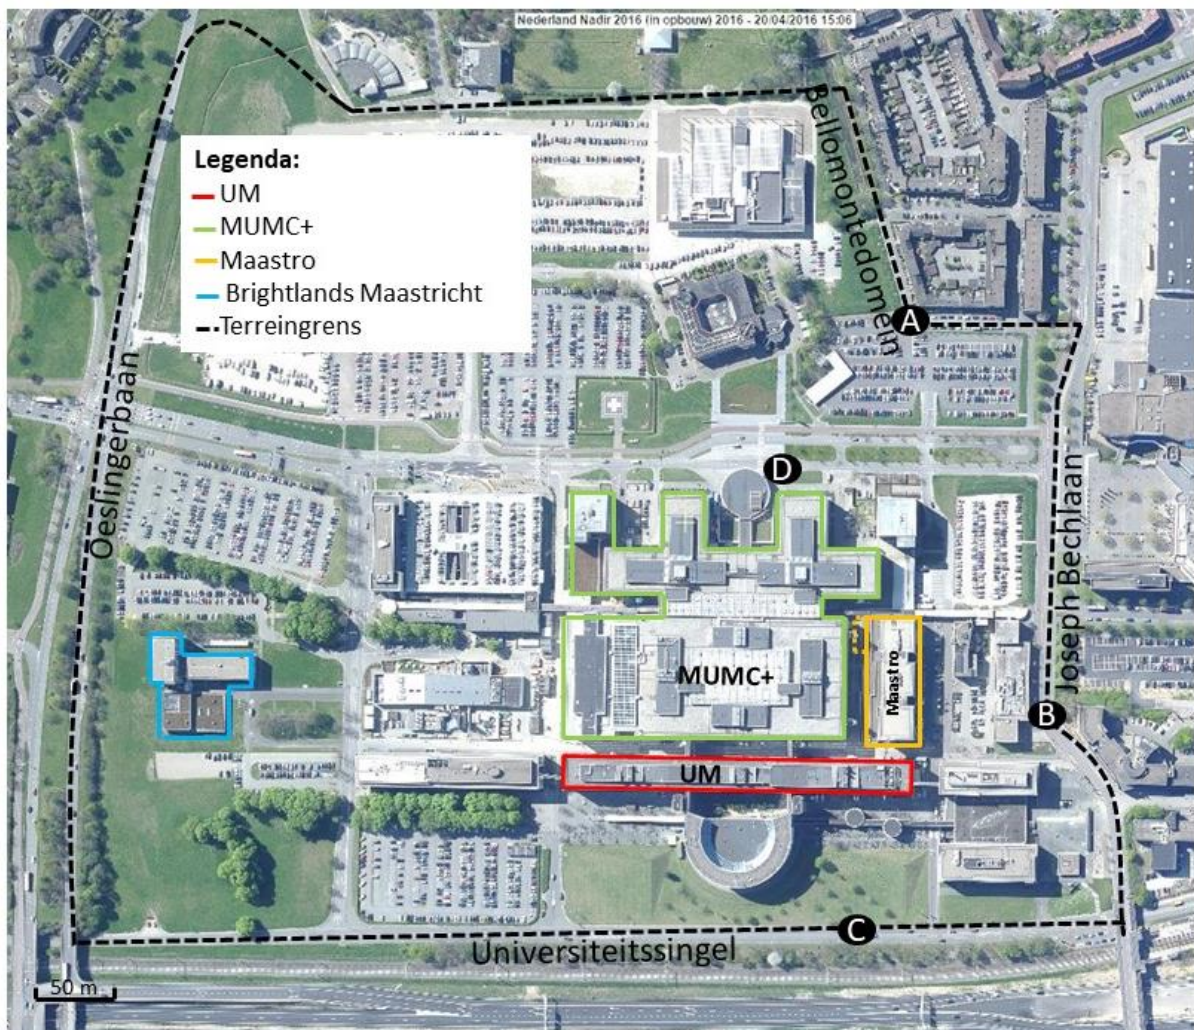 Nederland Nadir 2016 (in opbouw) 2016 - 20/04/2016 15:06
Bellomontedomein
Legenda:
UM
MUMC+
Maastro
Brightlands Maastricht
Terreingrens
A
Oeslingerbaan
D
Joseph Bechlaan
MUMC+
Maastro
B
UM
C
Universiteitssingel
50 m